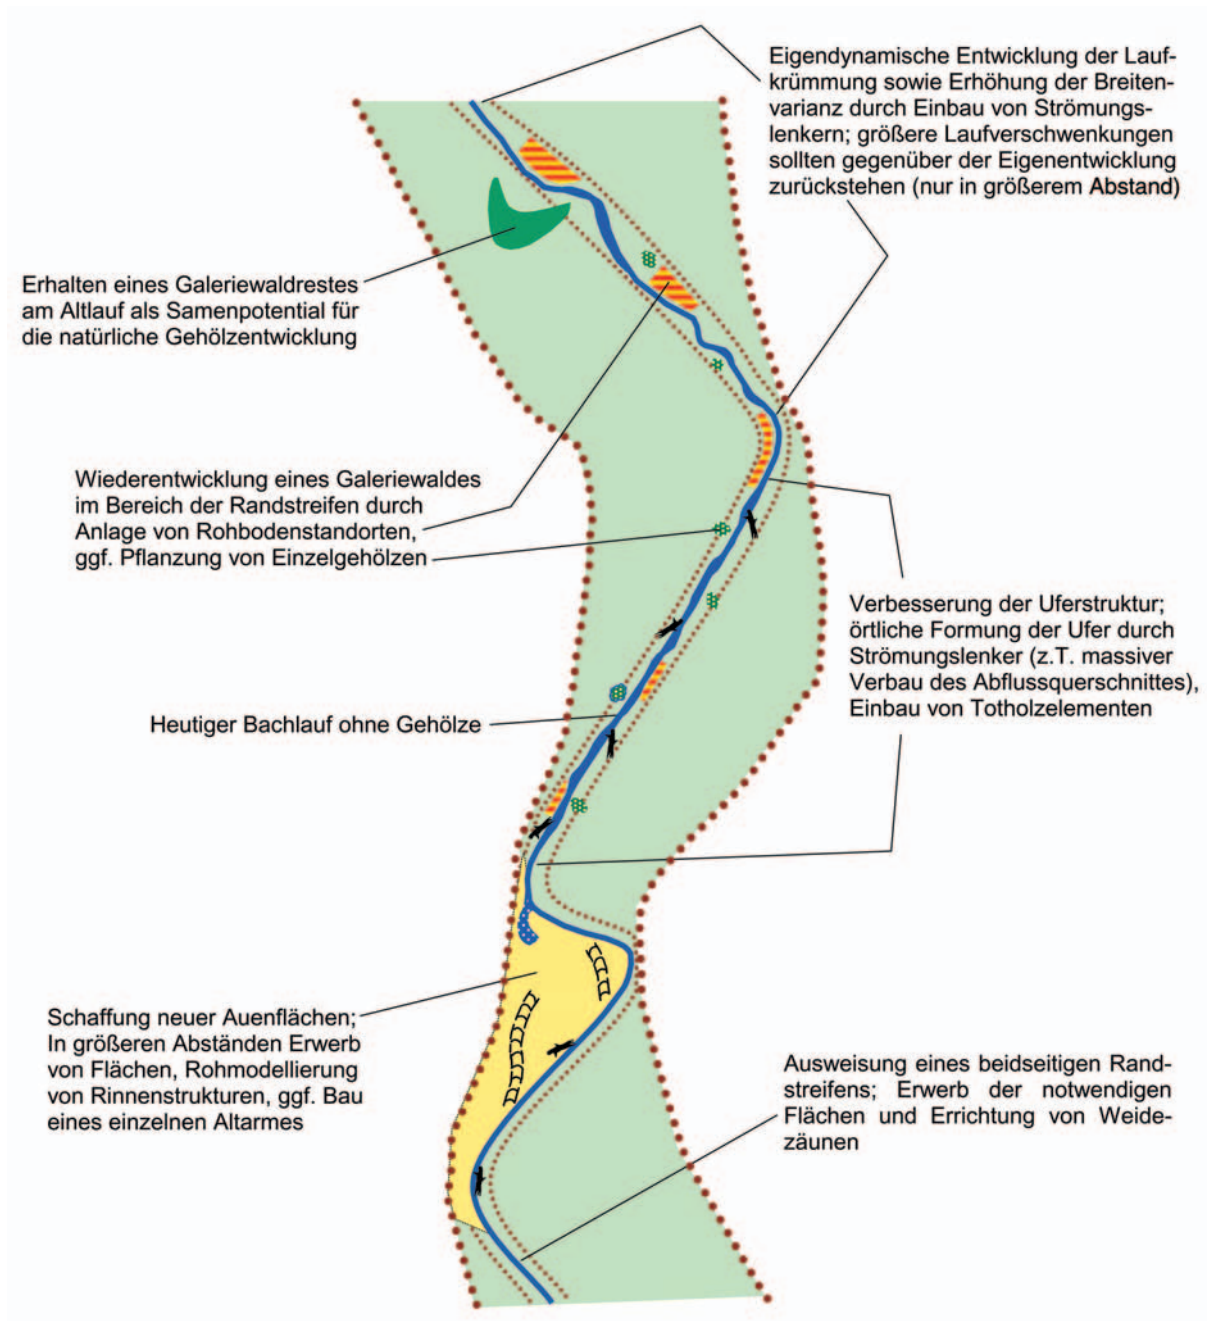 Eigendynamische Entwicklung der Lauf-
krümmung sowie Erhöhung der Breiten-
varianz durch Einbau von Strömungs-
lenkern; größere Laufverschwenkungen
sollten gegenüber der Eigenentwicklung
zurückstehen (nur in größerem Abstand)
Erhalten eines Galeriewaldrestes
am Altlauf als Samenpotential für
die natürliche Gehölzentwicklung
Wiederentwicklung eines Galeriewaldes
im Bereich der Randstreifen durch
Anlage von Rohbodenstandorten,
ggf. Pflanzung von Einzelgehölzen
Verbesserung der Uferstruktur;
örtliche Formung der Ufer durch
Strömungslenker (z.T. massiver
Verbau des Abflussquerschnittes),
Einbau von Totholzelementen
Heutiger Bachlauf ohne Gehölze
Schaffung neuer Auenflächen;
In größeren Abständen Erwerb
von Flächen, Rohmodellierung
von Rinnenstrukturen, ggf. Bau
eines einzelnen Altarmes
Ausweisung eines beidseitigen Rand-
streifens; Erwerb der notwendigen
Flächen und Errichtung von Weide-
zäunen